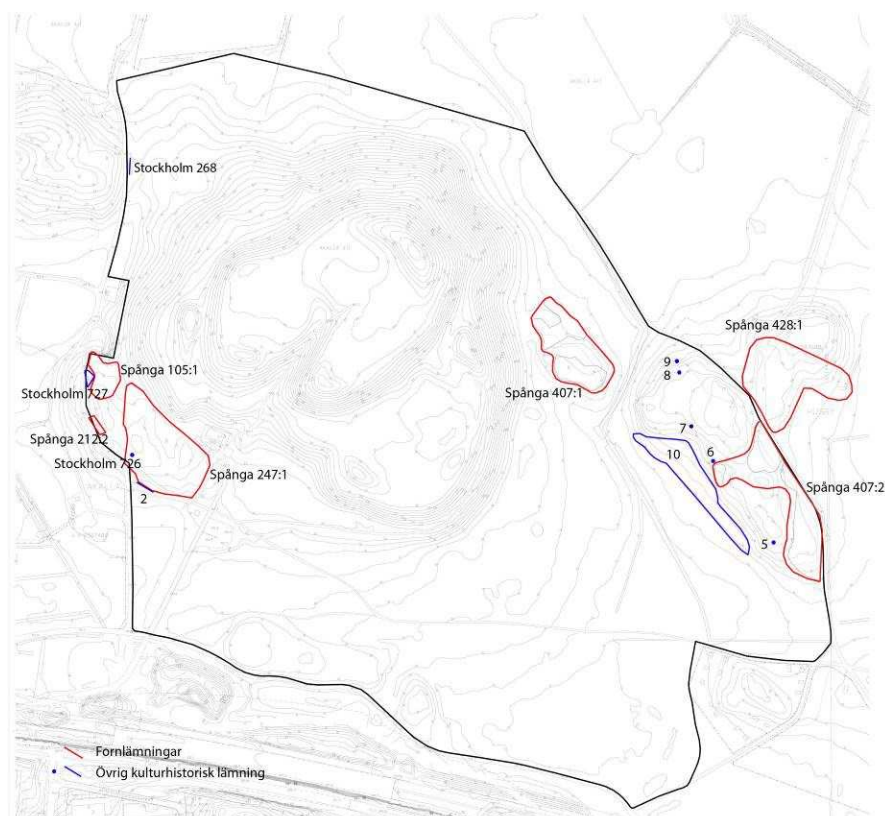 Stockholm 268
Spånga 428:1
Spånga 105:1
9
8
Stockholm 727
Spånga 407:1
Spånga 212:2
7
Stockholm 726
10
6
Spånga 247:1
Spånga 407:2
2
5
Fornlämningar
Övrig kulturhistorisk lämning